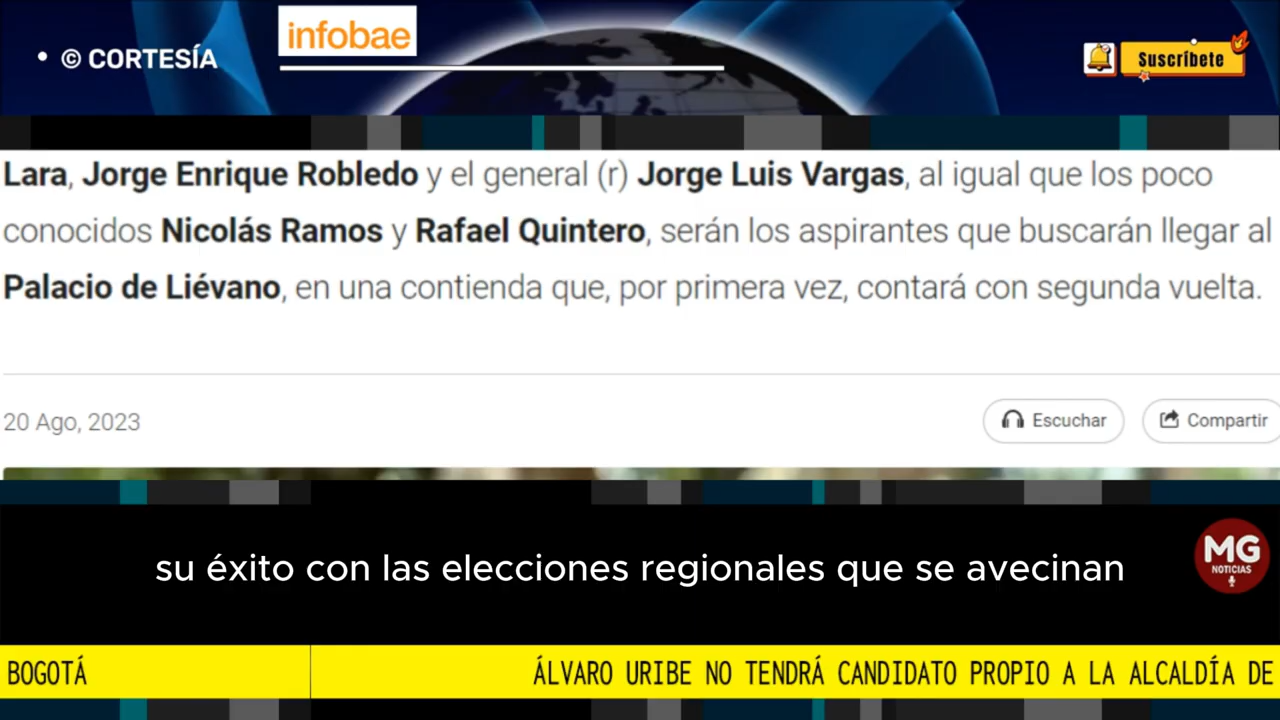 • © CORTESÍA
infobae
Suscríbete
Lara, Jorge Enrique Robledo y el general (r) Jorge Luis Vargas, al igual que los poco
conocidos Nicolás Ramos y Rafael Quintero, serán los aspirantes que buscarán llegar al
Palacio de Liévano, en una contienda que, por primera vez, contará con segunda vuelta.
20 Ago, 2023
Escuchar
Compartir
su éxito con las elecciones regionales que se avecinan
MG
NOTICIAS
BOGOTÁ
ÁLVARO URIBE NO TENDRÁ CANDIDATO PROPIO A LA ALCALDÍA DE